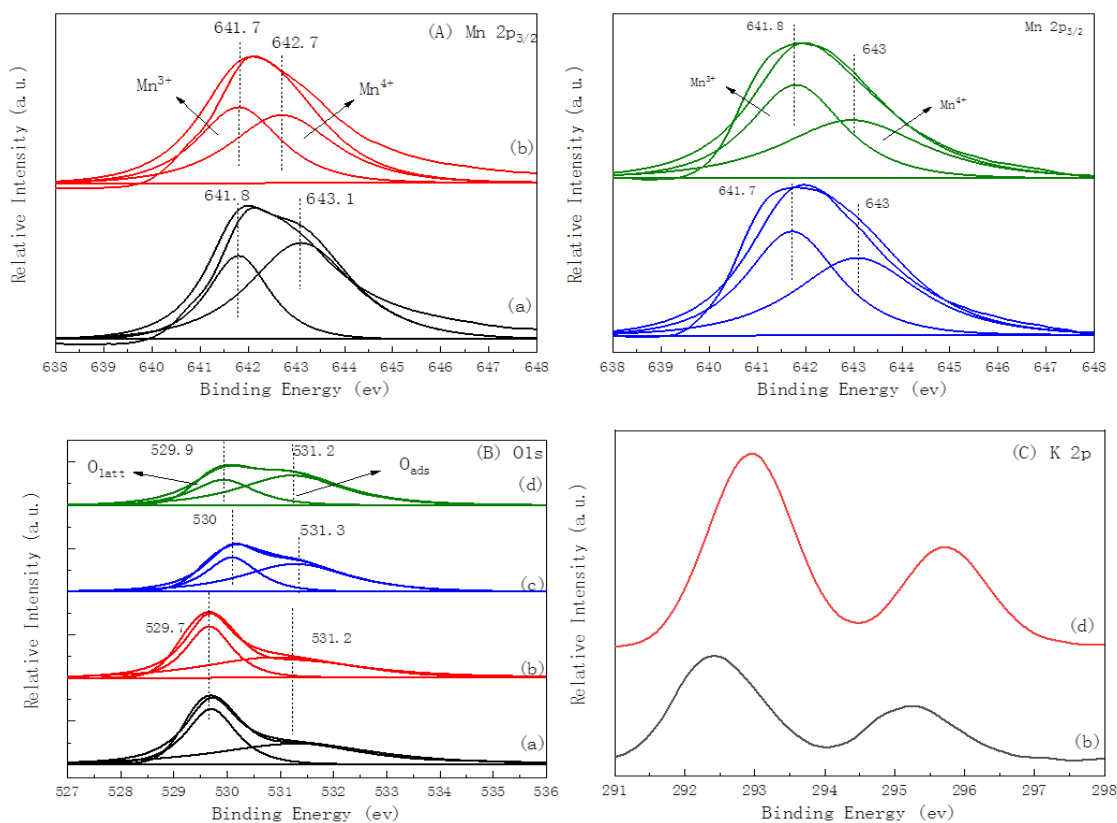 (A) Mn 2p3/2
641.7
642.7
Mn3+
Mn4+
(b)
641.8
643.1
(a)
Relative Intensity (a.u.)
638 639 640 641 642 643 644 645 646 647 648
Binding Energy (ev)
Mn 2p3/2
641.8
643
Mn3+
Mn4+
641.7
643
Relative Intensity (a.u.)
638 639 640 641 642 643 644 645 646 647 648
Binding Energy (ev)
(B) O1s
529.9
531.2
Olatt
Oads
(d)
530
531.3
(c)
529.7
531.2
(b)
(a)
Relative Intensity (a.u.)
527 528 529 530 531 532 533 534 535 536
Binding Energy (ev)
(C) K 2p
(d)
(b)
Relative Intensity (a.u.)
291 292 293 294 295 296 297 298
Binding Energy (ev)